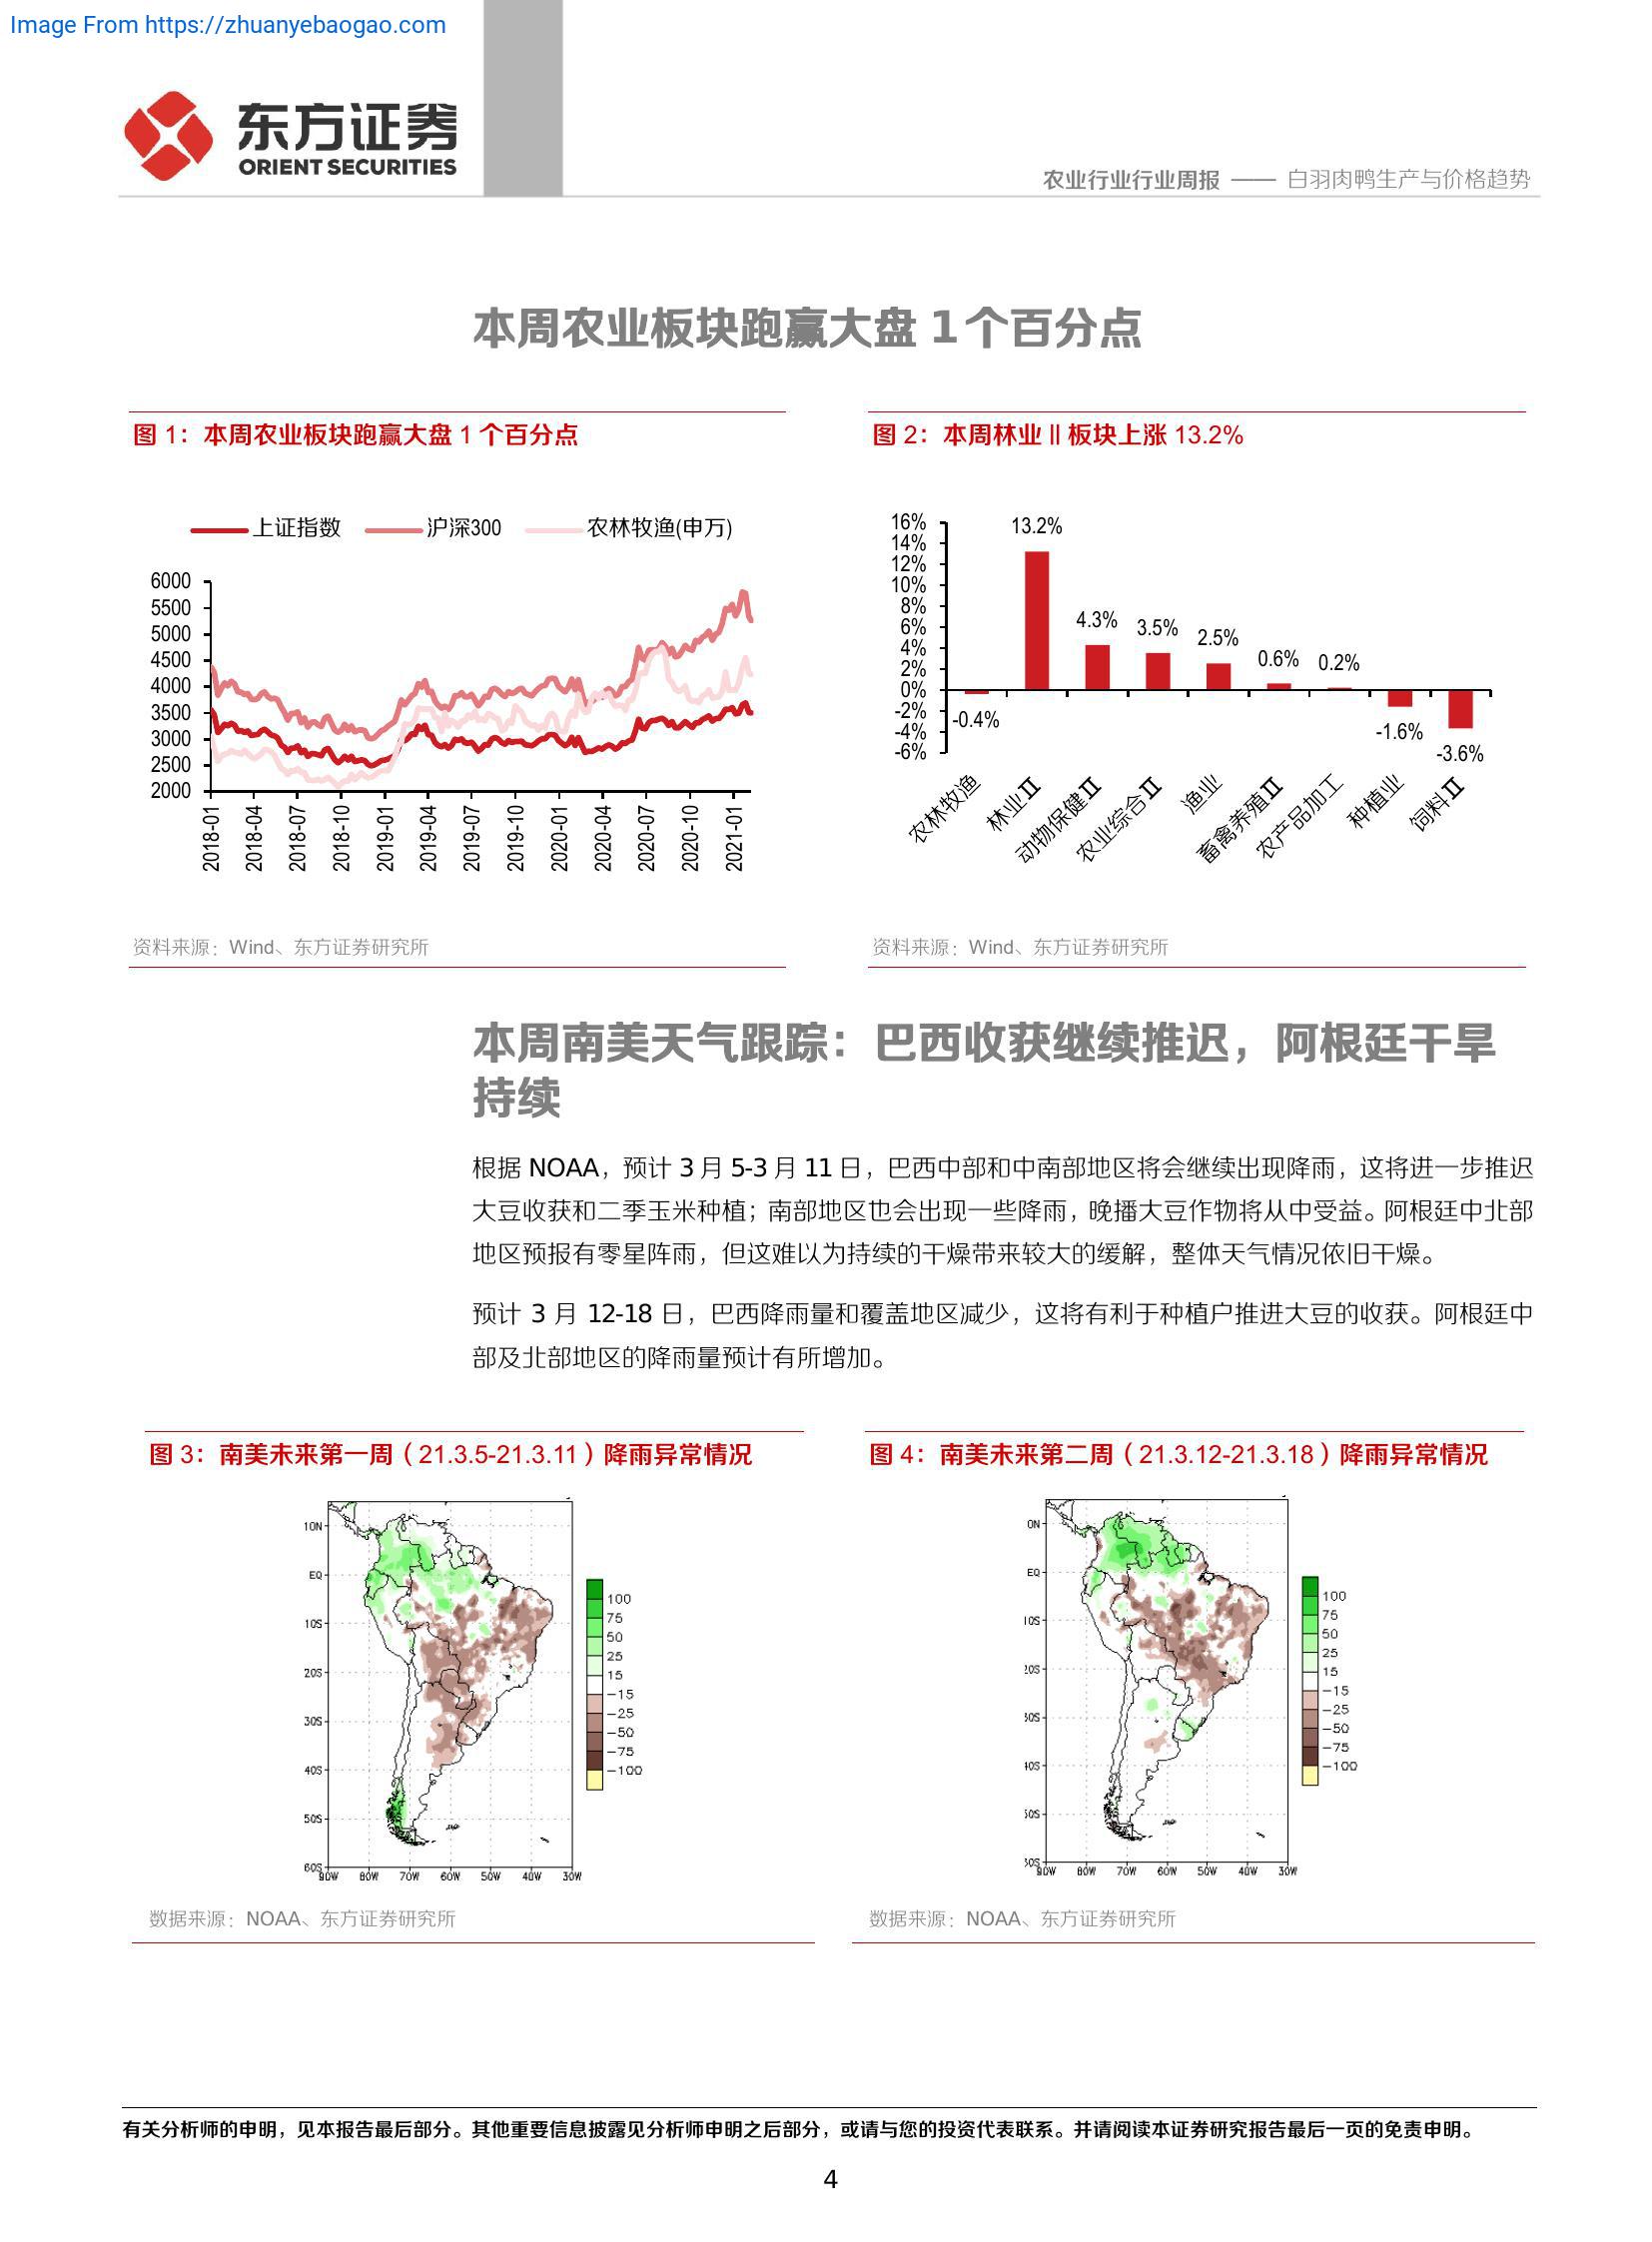 Image From https://zhuanyebaogao.com
东方证券
ORIENT SECURITIES
农业行业行业周报 —— 白羽肉鸭生产与价格趋势
本周农业板块跑赢大盘 1 个百分点
图 1：本周农业板块跑赢大盘 1 个百分点
上证指数 沪深300 农林牧渔(申万)
6000
5500
5000
4500
4000
3500
3000
2500
2000
2018-01 2018-04 2018-07 2018-10 2019-01 2019-04 2019-07 2019-10 2020-01 2020-04 2020-07 2020-10 2021-01
资料来源：Wind、东方证券研究所
图 2：本周林业Ⅱ板块上涨 13.2%
16%
14%
12%
10%
8%
6%
4%
2%
0%
-2%
-4%
-6%
-0.4% 13.2% 4.3% 3.5% 2.5% 0.6% 0.2% -1.6% -3.6%
农林牧渔 林业Ⅱ 动物保健Ⅱ 农业综合Ⅱ 渔业 畜禽养殖Ⅱ 农产品加工 种植业 饲料Ⅱ
资料来源：Wind、东方证券研究所
本周南美天气跟踪：巴西收获继续推迟，阿根廷干旱
持续
根据 NOAA，预计 3 月 5-3 月 11 日，巴西中部和中南部地区将会继续出现降雨，这将进一步推迟
大豆收获和二季玉米种植；南部地区也会出现一些降雨，晚播大豆作物将从中受益。阿根廷中北部
地区预报有零星阵雨，但这难以为持续的干燥带来较大的缓解，整体天气情况依旧干燥。
预计 3 月 12-18 日，巴西降雨量和覆盖地区减少，这将有利于种植户推进大豆的收获。阿根廷中
部及北部地区的降雨量预计有所增加。
图 3：南美未来第一周（21.3.5-21.3.11）降雨异常情况
10N
EQ
10S
20S
30S
40S
50S
60S
90W 80W 70W 60W 50W 40W 30W
100
75
50
25
15
-15
-25
-50
-75
-100
数据来源：NOAA、东方证券研究所
图 4：南美未来第二周（21.3.12-21.3.18）降雨异常情况
0N
EQ
10S
20S
30S
40S
50S
80W 70W 60W 50W 40W 30W
100
75
50
25
15
-15
-25
-50
-75
-100
数据来源：NOAA、东方证券研究所
有关分析师的申明，见本报告最后部分。其他重要信息披露见分析师申明之后部分，或请与您的投资代表联系。并请阅读本证券研究报告最后一页的免责申明。
4